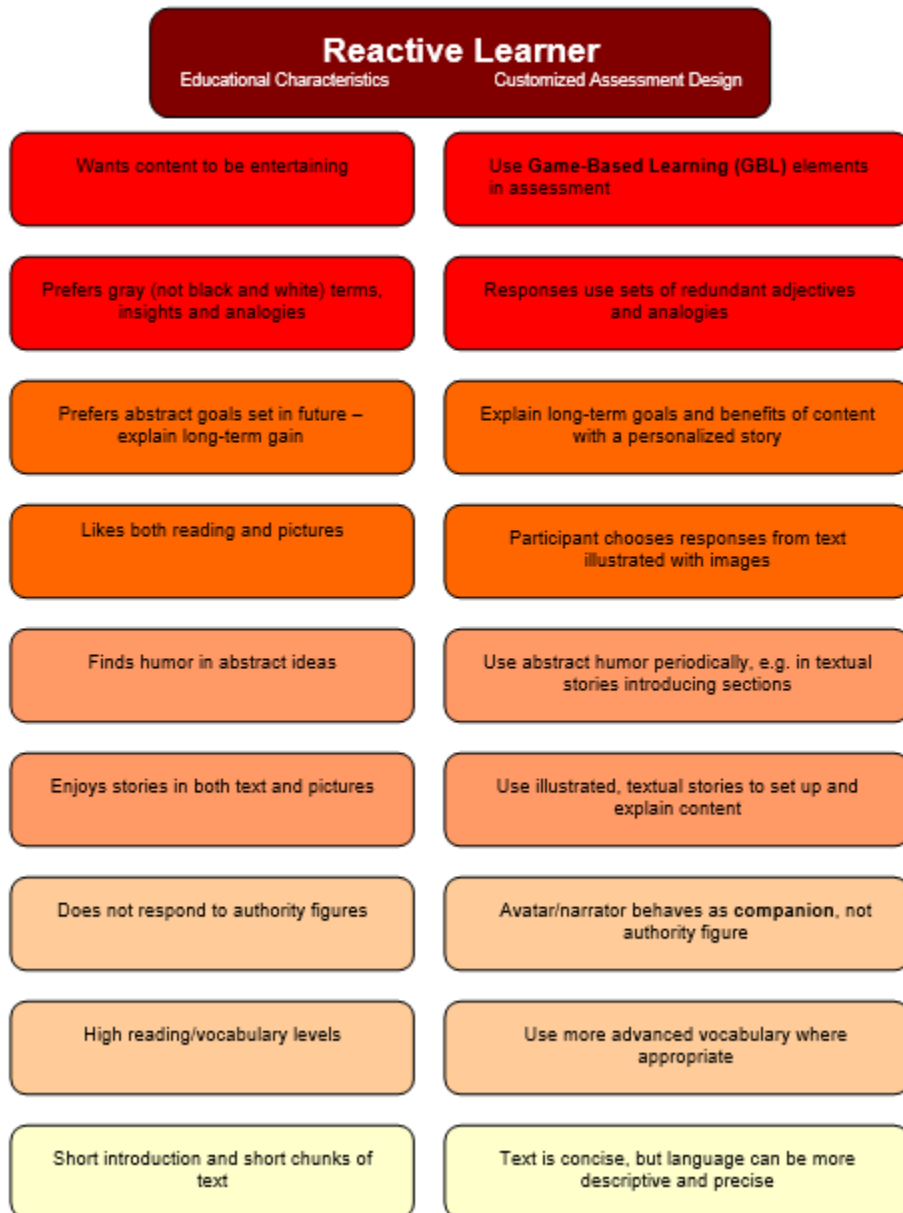 Reactive Learner
Educational Characteristics Customized Assessment Design
Wants content to be entertaining
Use Game-Based Learning (GBL) elements
in assessment
Prefers gray (not black and white) terms,
insights and analogies
Responses use sets of redundant adjectives
and analogies
Prefers abstract goals set in future –
explain long-term gain
Explain long-term goals and benefits of content
with a personalized story
Likes both reading and pictures
Participant chooses responses from text
illustrated with images
Finds humor in abstract ideas
Use abstract humor periodically, e.g. in textual
stories introducing sections
Enjoys stories in both text and pictures
Use illustrated, textual stories to set up and
explain content
Does not respond to authority figures
Avatar/narrator behaves as companion, not
authority figure
High reading/vocabulary levels
Use more advanced vocabulary where
appropriate
Short introduction and short chunks of
text
Text is concise, but language can be more
descriptive and precise